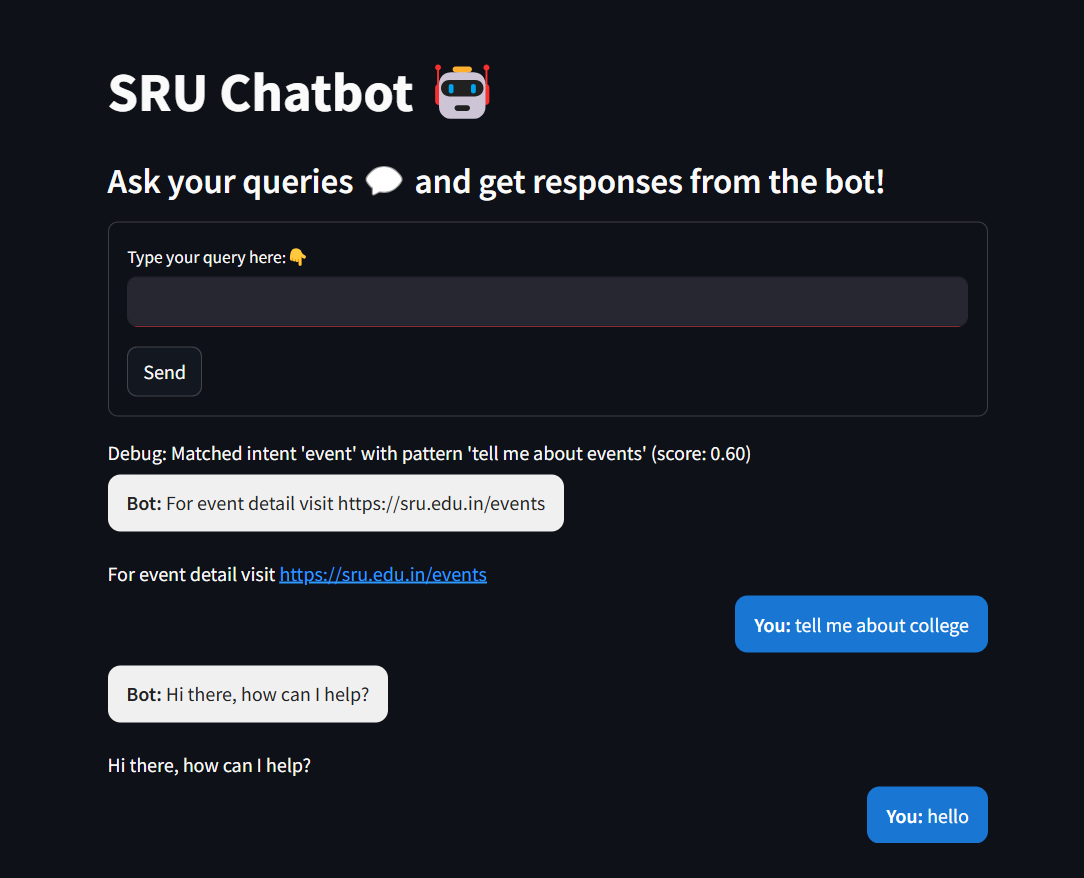 SRU Chatbot 🤖
Ask your queries 💬 and get responses from the bot!
Type your query here:👇
Send
Debug: Matched intent 'event' with pattern 'tell me about events' (score: 0.60)
Bot: For event detail visit https://sru.edu.in/events
For event detail visit https://sru.edu.in/events
You: tell me about college
Bot: Hi there, how can I help?
Hi there, how can I help?
You: hello